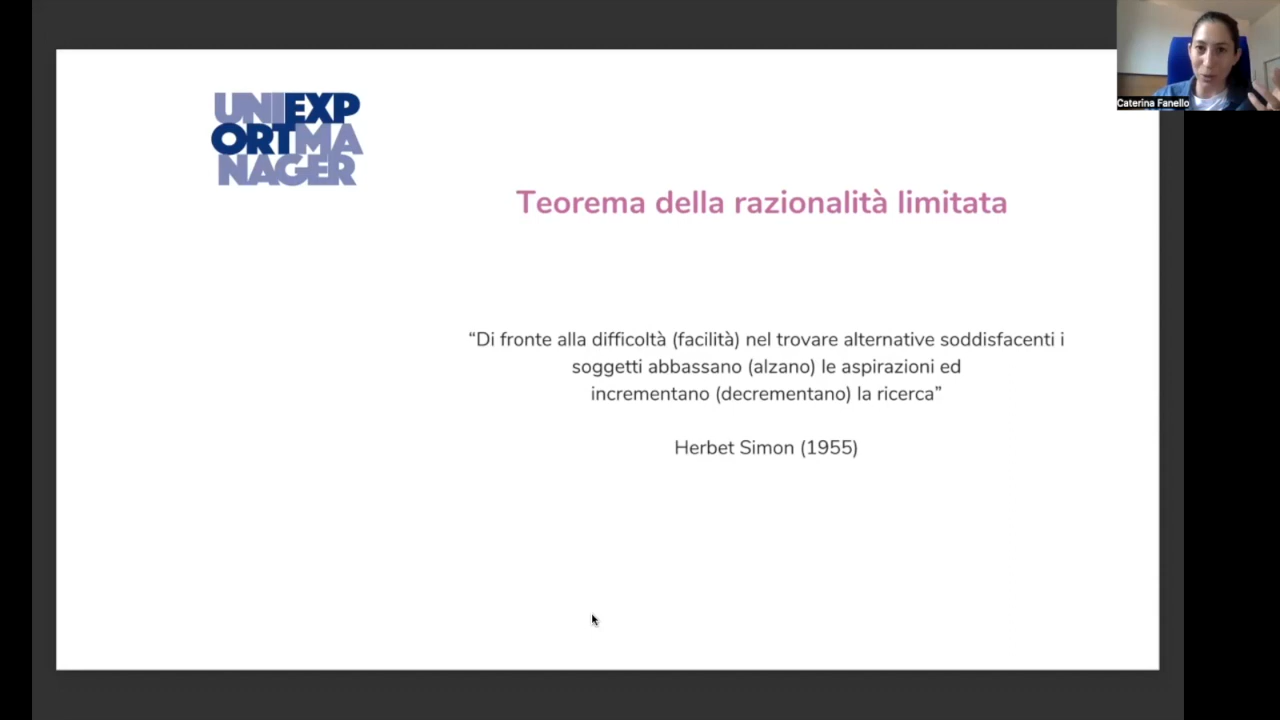 UNIEXP
ORTMA
NAGER
Caterina Fanello
Teorema della razionalità limitata
“Di fronte alla difficoltà (facilità) nel trovare alternative soddisfacenti i
soggetti abbassano (alzano) le aspirazioni ed
incrementano (decrementano) la ricerca”
Herbet Simon (1955)